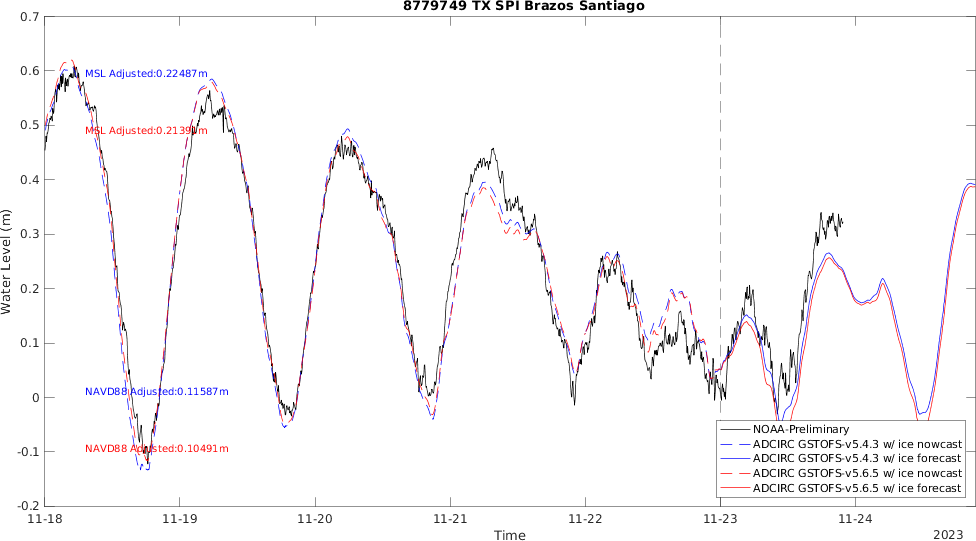 8779749 TX SPI Brazos Santiago
0.7
0.6
0.5
0.4
0.3
0.2
0.1
0
-0.1
-0.2
Water Level (m)
MSL Adjusted:0.22487m
MSL Adjusted:0.2139 m
NAVD88 Adjusted:0.11587m
NAVD88 Adjusted:0.10491m
NOAA-Preliminary
ADCIRC GSTOFS-v5.4.3 w/ ice nowcast
ADCIRC GSTOFS-v5.4.3 w/ ice forecast
ADCIRC GSTOFS-v5.6.5 w/ ice nowcast
ADCIRC GSTOFS-v5.6.5 w/ ice forecast
11-18 11-19 11-20 11-21 11-22 11-23 11-24
Time
2023